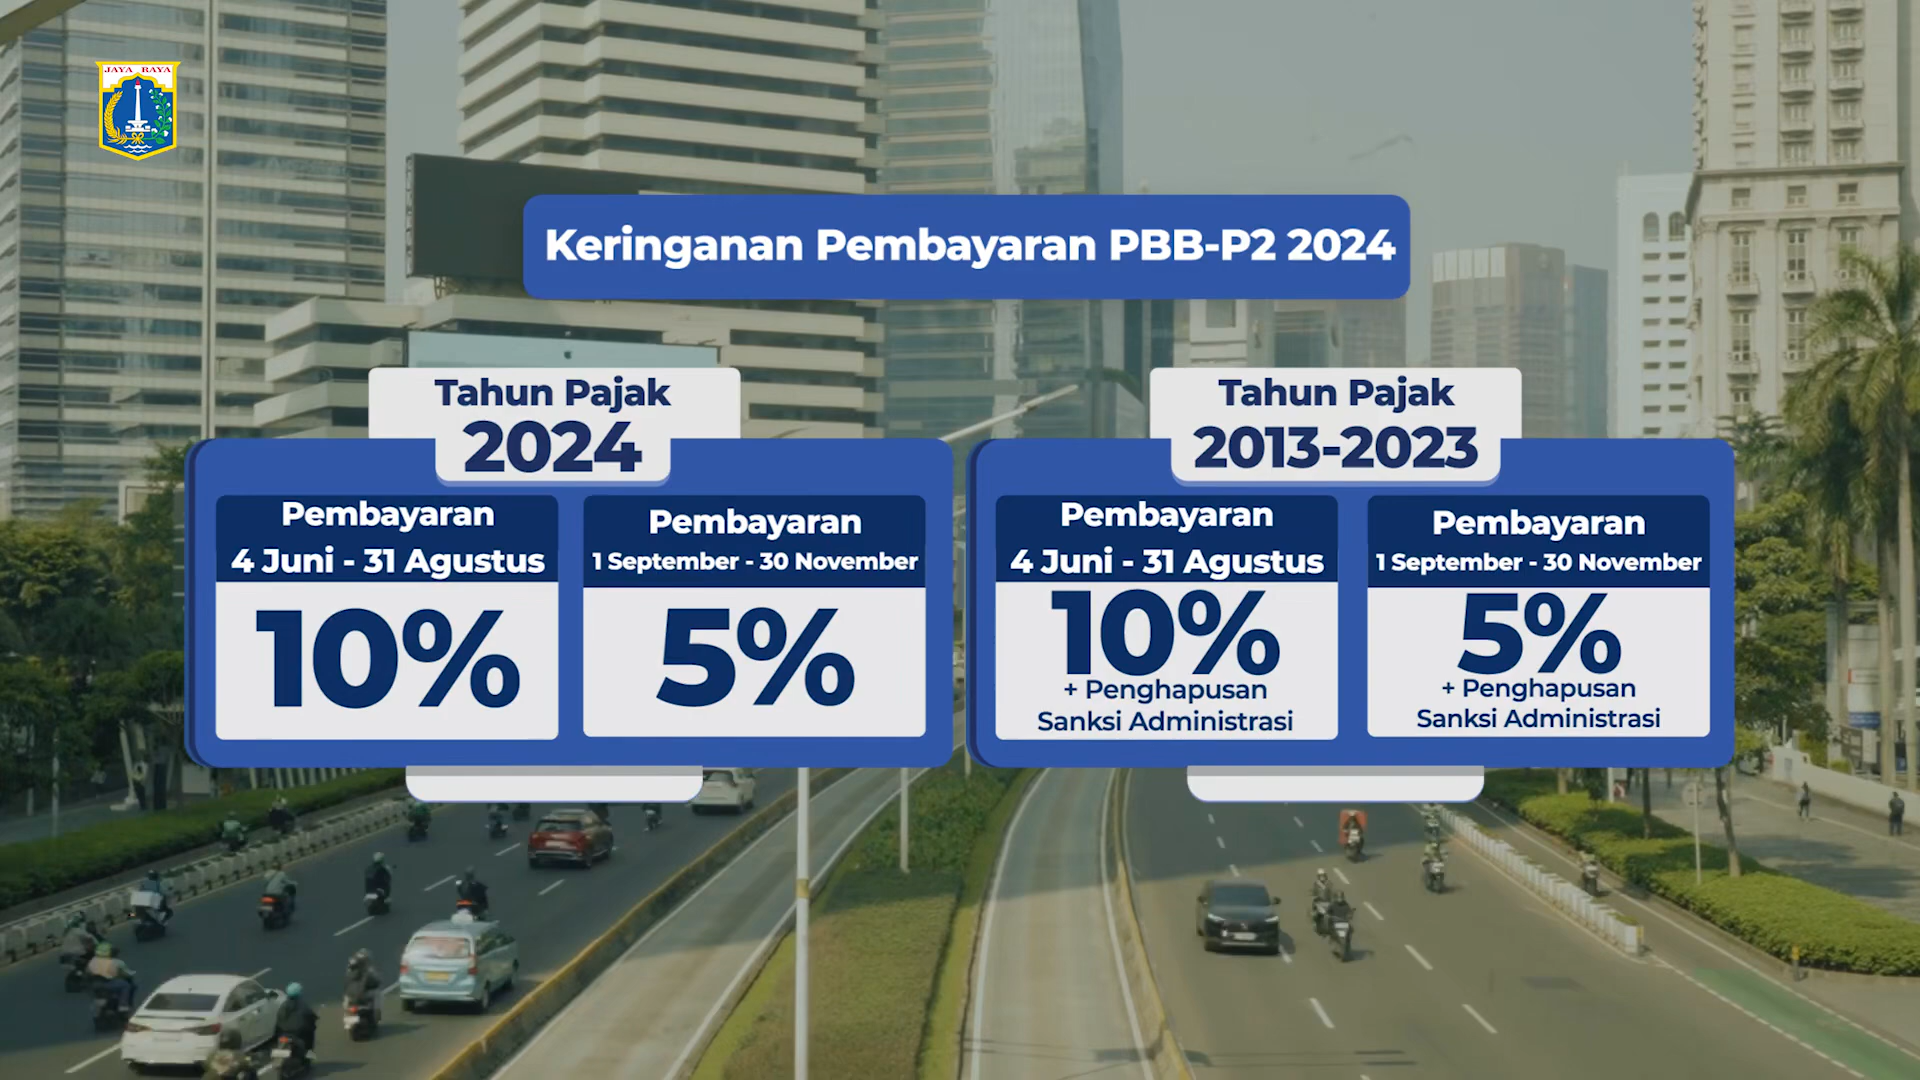 JAYA RAYA
Keringanan Pembayaran PBB-P2 2024
Tahun Pajak
2024
Pembayaran
4 Juni - 31 Agustus
10%
Pembayaran
1 September - 30 November
5%
Tahun Pajak
2013-2023
Pembayaran
4 Juni - 31 Agustus
10%
+ Penghapusan
Sanksi Administrasi
Pembayaran
1 September - 30 November
5%
+ Penghapusan
Sanksi Administrasi